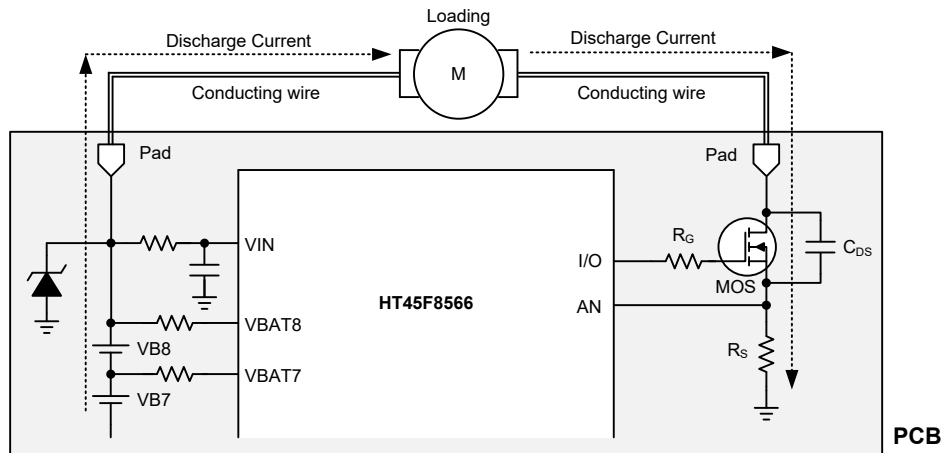 Loading
Discharge Current
Discharge Current
M
Conducting wire
Conducting wire
Pad
Pad
VIN
RG
CDS
I/O
MOS
HT45F8566
AN
VBAT8
VB8
RS
VBAT7
VB7
PCB